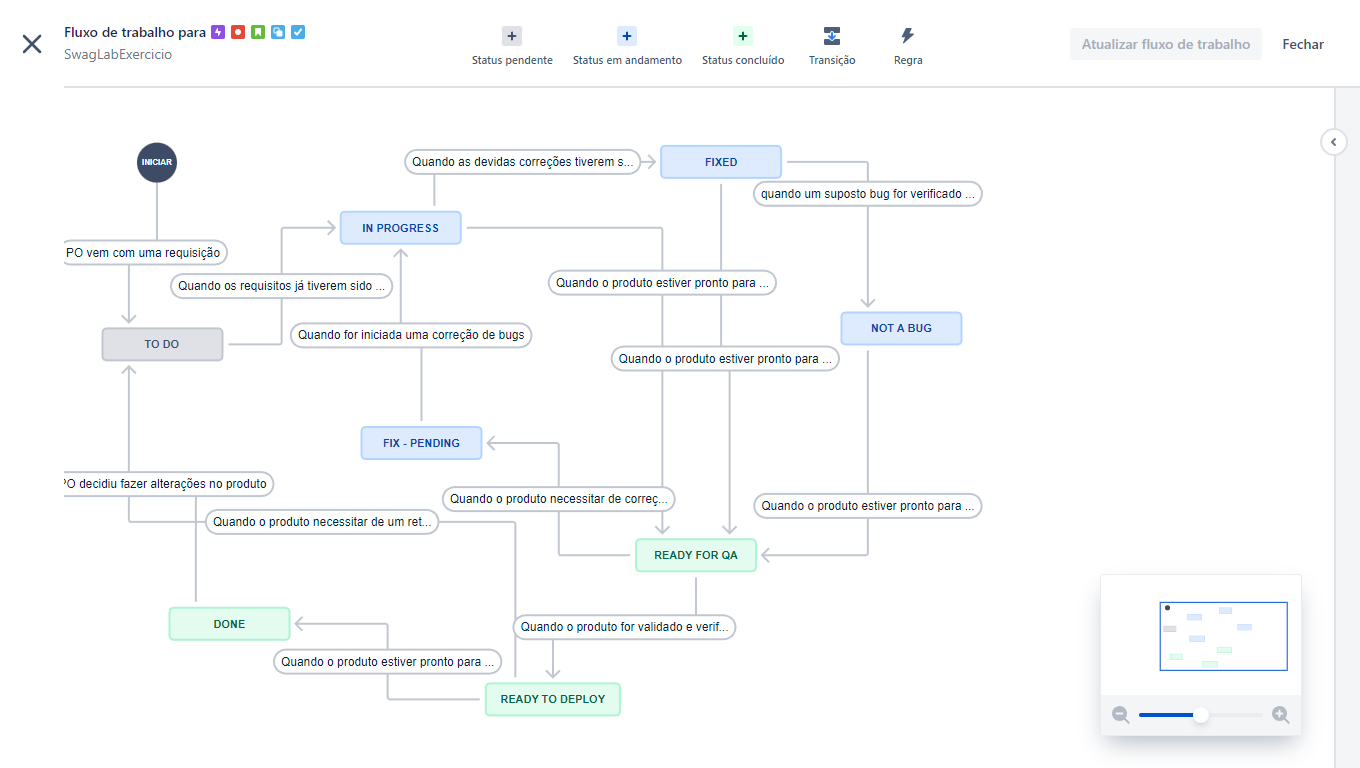 Fluxo de trabalho para
SwagLabExercicio
Status pendente
Status em andamento
Status concluído
Transição
Regra
Atualizar fluxo de trabalho
Fechar
INICIAR
Quando as devidas correções tiverem s...
FIXED
quando um suposto bug for verificado ...
IN PROGRESS
PO vem com uma requisição
Quando os requisitos já tiverem sido ...
Quando o produto estiver pronto para ...
NOT A BUG
Quando for iniciada uma correção de bugs
TO DO
Quando o produto estiver pronto para ...
FIX - PENDING
PO decidiu fazer alterações no produto
Quando o produto necessitar de correç...
Quando o produto estiver pronto para ...
Quando o produto necessitar de um ret...
READY FOR QA
DONE
Quando o produto for validado e verif...
Quando o produto estiver pronto para ...
READY TO DEPLOY